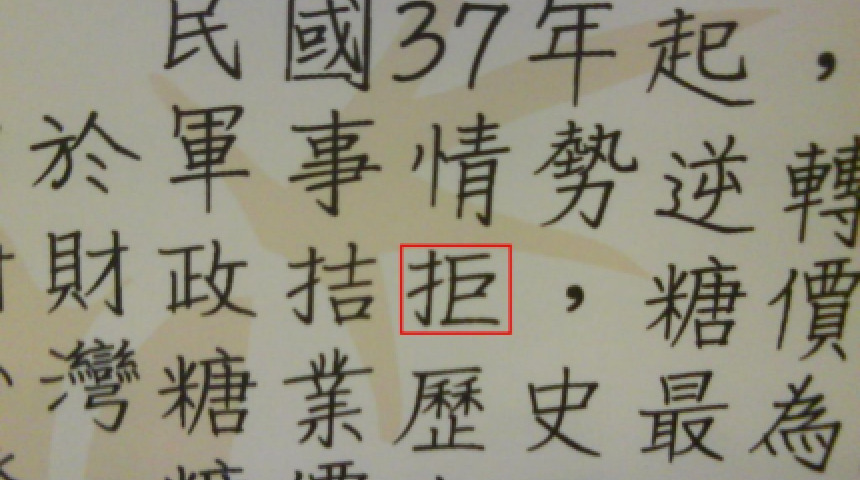 民國37年起，
於軍事情勢逆轉
財政拮拒，糖價
灣糖業歷史最為